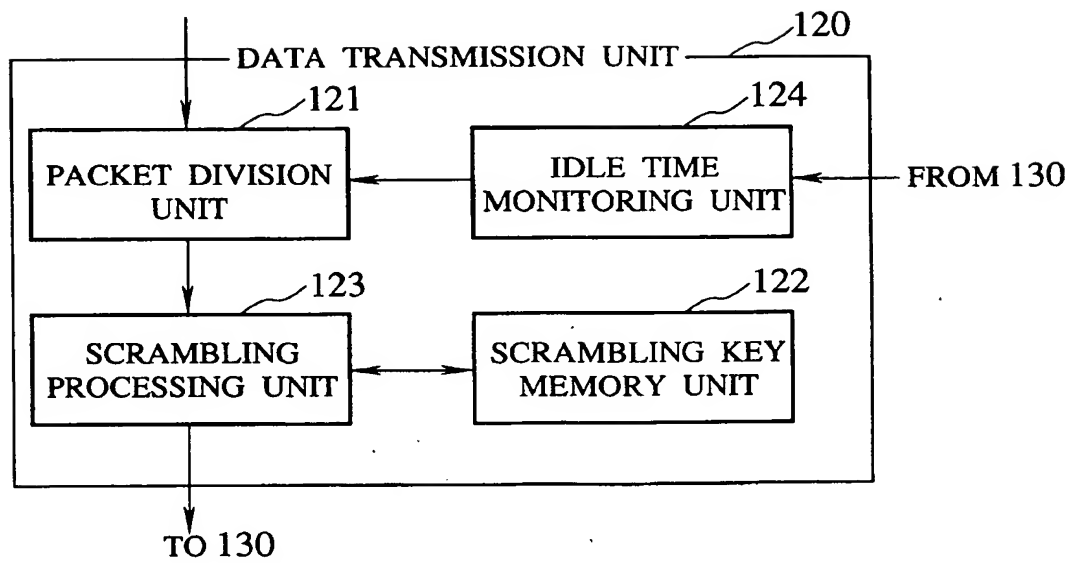 120
DATA TRANSMISSION UNIT
121
124
PACKET DIVISION
UNIT
IDLE TIME
MONITORING UNIT
FROM 130
123
122
SCRAMBLING
PROCESSING UNIT
SCRAMBLING KEY
MEMORY UNIT
TO 130